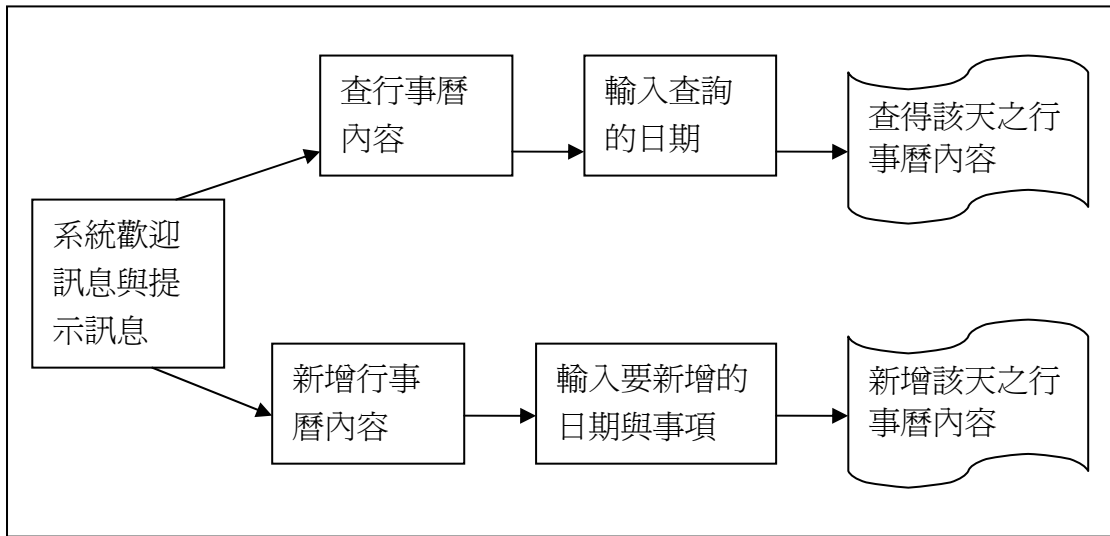 系統歡迎
訊息與提
示訊息
查行事曆
內容
輸入查詢
的日期
查得該天之行
事曆內容
新增行事
曆內容
輸入要新增的
日期與事項
新增該天之行
事曆內容